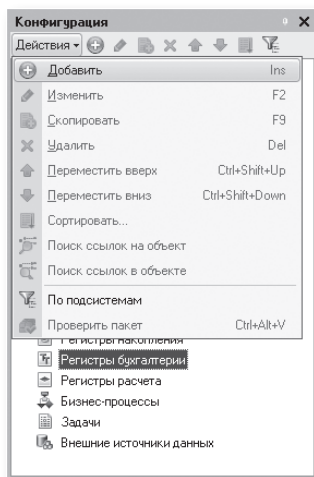 Конфигурация
Действия
Добавить Ins
Изменить F2
Скопировать F9
Удалить Del
Переместить вверх Ctrl+Shift+Up
Переместить вниз Ctrl+Shift+Down
Сортировать...
Поиск ссылок на объект
Поиск ссылок в объекте
По подсистемам
Проверить пакет Ctrl+Alt+V
Регистры накопления
Регистры бухгалтерии
Регистры расчета
Бизнес-процессы
Задачи
Внешние источники данных